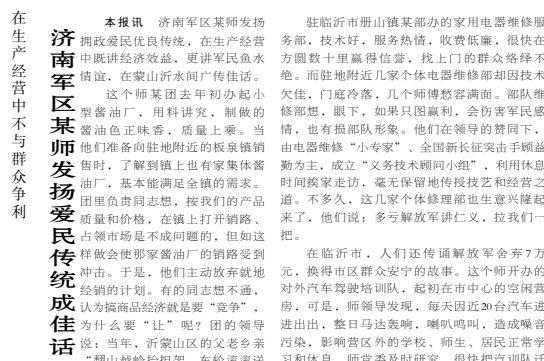 在生产经营中不与群众争利
济南军区某师发扬爱民传统成佳话
本报讯　济南军区某师发扬
拥政爱民优良传统，在生产经营
中既讲经济效益，更讲军民鱼水
情谊，在蒙山沂水间广传佳话。
这个师某团去年初办起小
型酱油厂，用料讲究，制做的
酱油色正味香，质量上乘。当
他们准备向驻地附近的板泉镇销
售时，了解到镇上也有家集体酱
油厂，基本能满足全镇的需求。
团里负责同志想，按我们的产品
质量和价格，在镇上打开销路、
占领市场是不成问题的，但如这
样做会使那家酱油厂的销路受到
冲击。于是，他们主动放弃就地
经销的计划。有的同志想不通，
认为搞商品经济就是要“竞争”，
为什么要“让”呢？团的领导
说：当年，沂蒙山区的父老乡亲
驻临沂市册山镇某部办的家用电器维修服
务部，技术好，服务热情，收费低廉，很快在
方圆数十里赢得信誉，找上门的群众络绎不
绝。而驻地附近几家个体电器维修部却因技术
欠佳，门庭冷落，几个师傅愁容满面。部队维
修部想，眼下，如果只图赢利，会伤害军民感
情，也有损部队形象。他们在领导的赞同下，
由电器维修“小专家”、全国新长征突击手顾益
勤为主，成立“义务技术顾问小组”，利用休息
时间挨家走访，毫无保留地传授技艺和经营之
道。不多久，这几家个体修理部也生意兴隆起
来了，他们说：多亏解放军讲仁义，拉我们一
把。
在临沂市，人们还传诵解放军舍弃7万
元，换得市区群众安宁的故事。这个师开办的
对外汽车驾驶培训队，起初在市中心的空闲营
房，可是，师领导发现，每天因近20台汽车进
进出出，整日马达轰响，喇叭鸣叫，造成噪音
污染，影响营区外的学校、师生、居民正常学